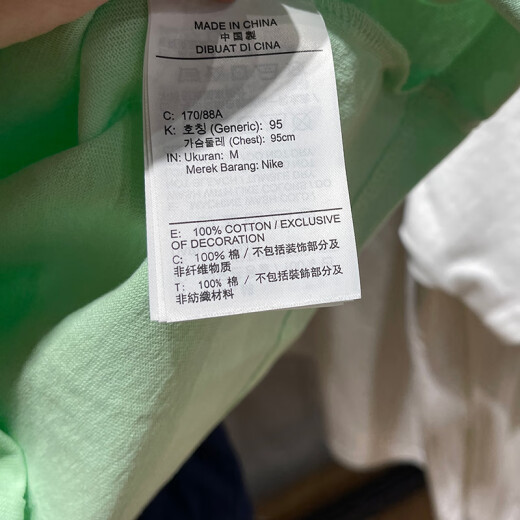 MADE IN CHINA
中国製
DIBUAT DI CINA
C: 170/88A
K: 호칭 (Generic): 95
가슴둘레 (Chest): 95cm
IN: Ukuran: M
Merek Barang: Nike
E: 100% COTTON / EXCLUSIVE
OF DECORATION
C: 100% 棉 / 不包括装饰部分及
非纤维物质
T: 100% 棉 / 不包括裝飾部分及
非紡織材料